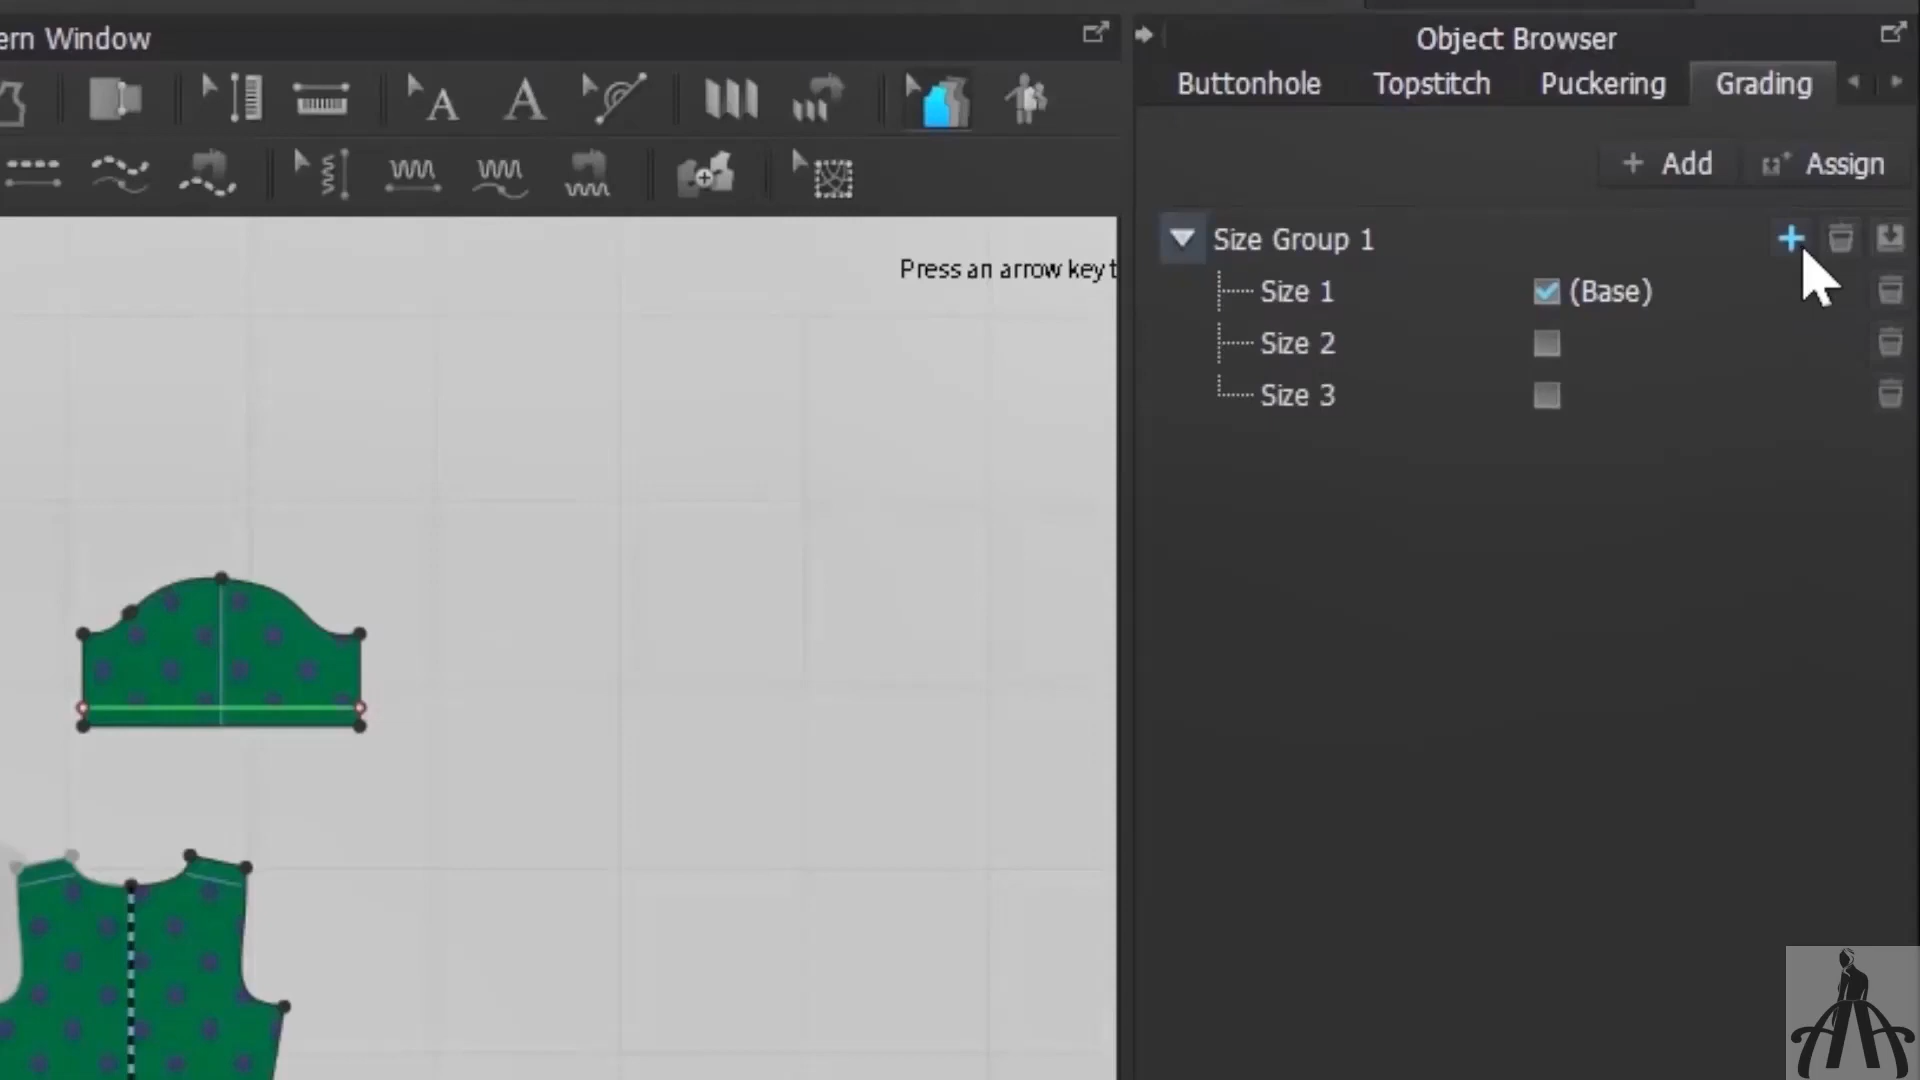 ern Window
Object Browser
Buttonhole Topstitch Puckering Grading
+ Add Assign
Press an arrow key t
Size Group 1
Size 1 (Base)
Size 2
Size 3